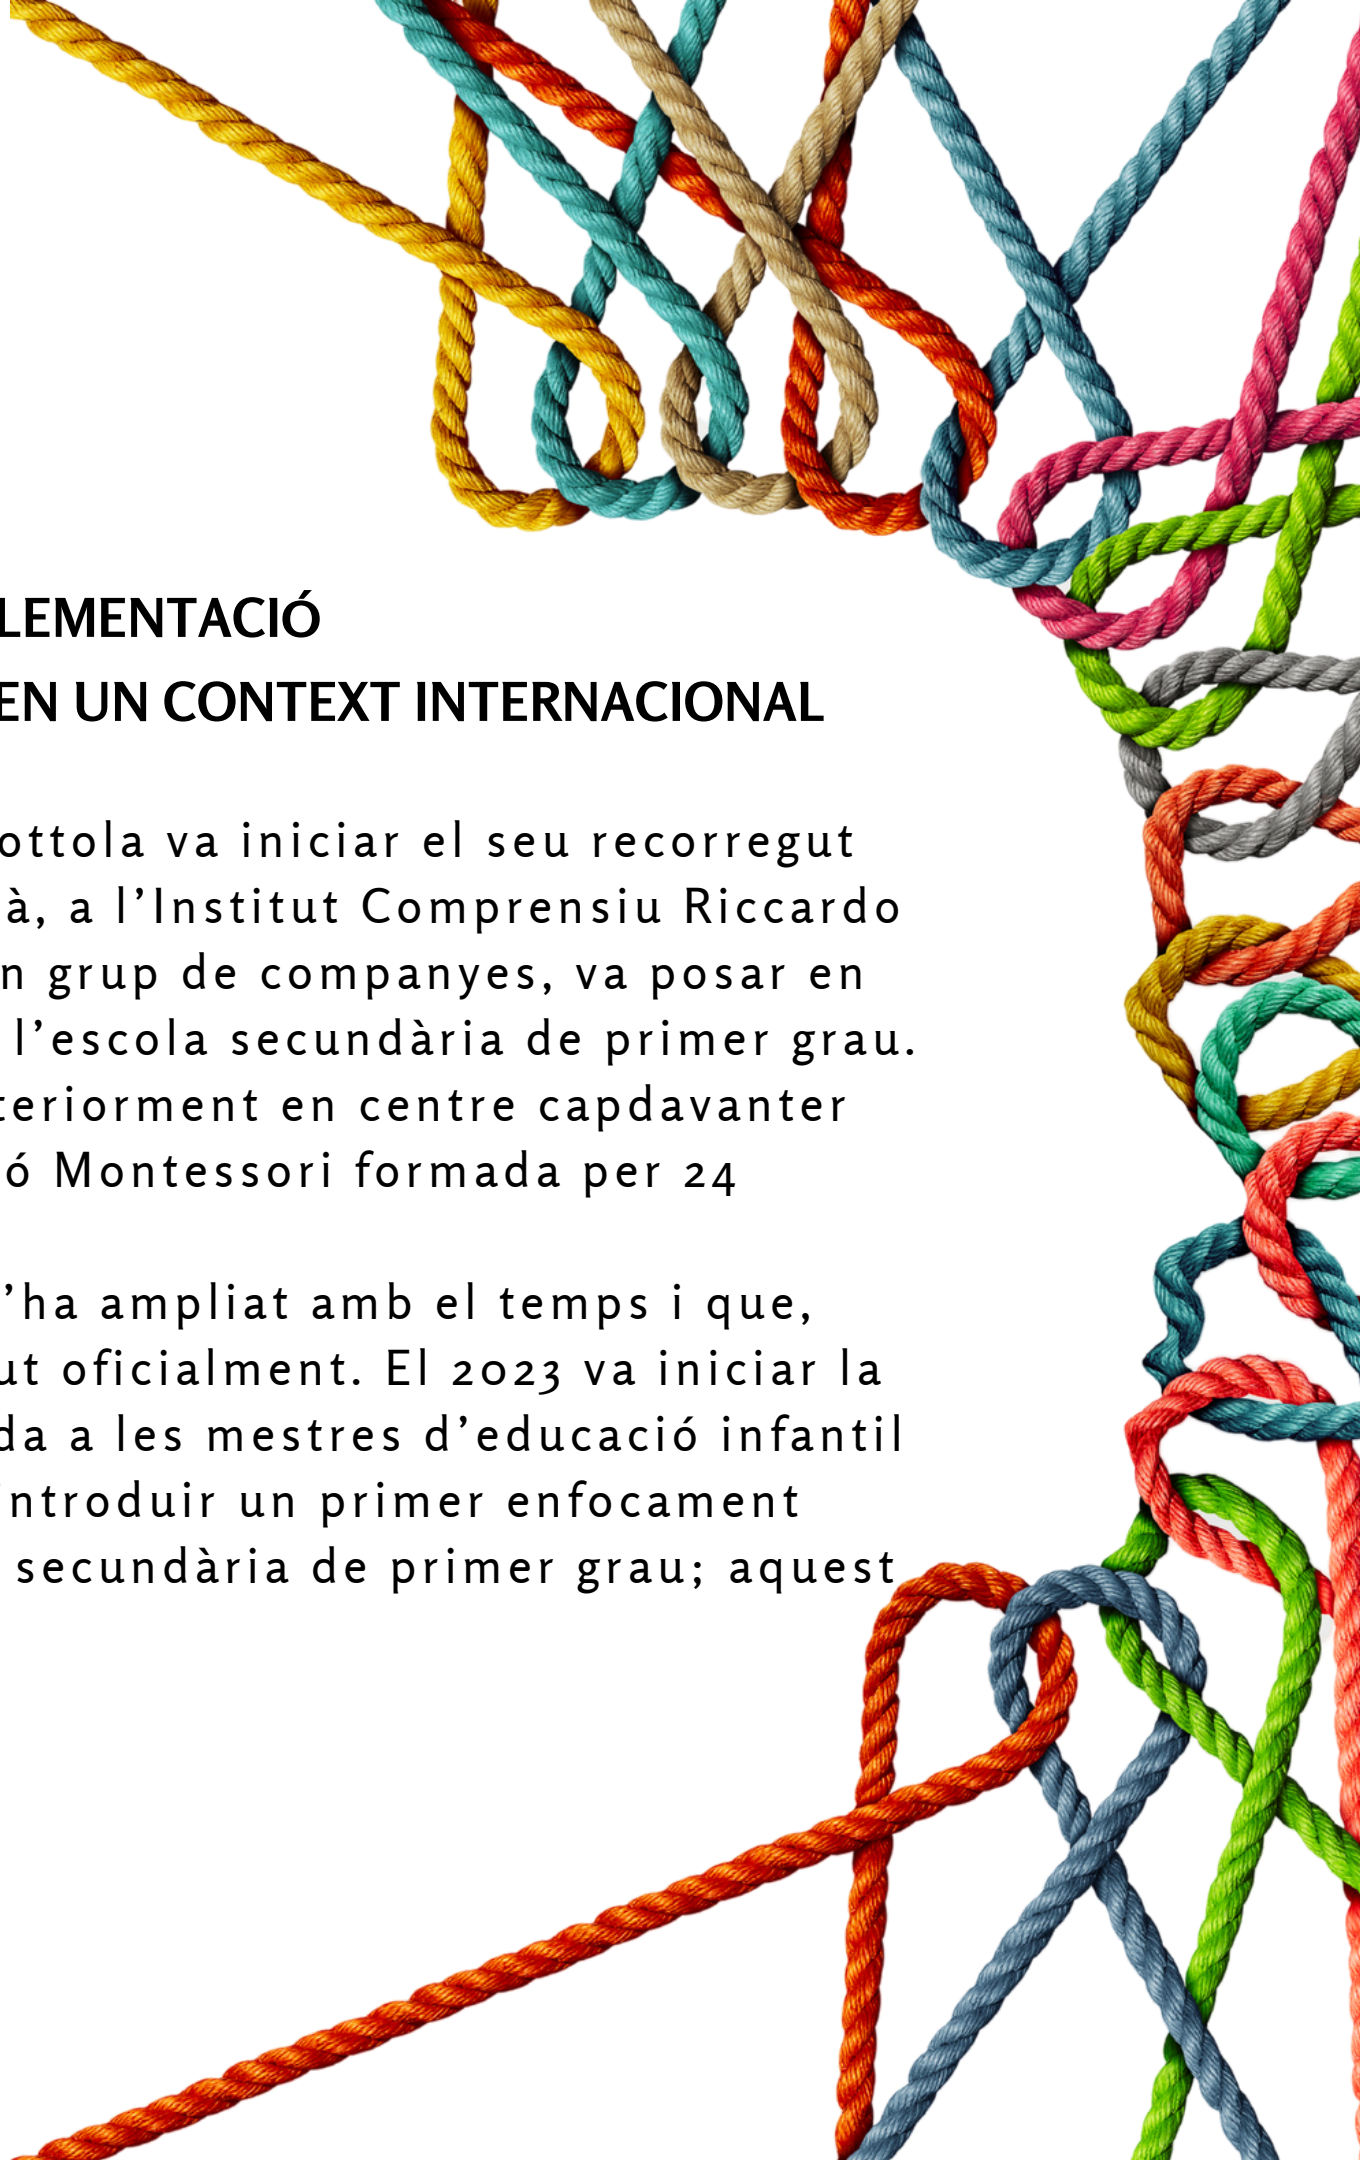 LEMENTACIÓ
EN UN CONTEXT INTERNACIONAL
ottola va iniciar el seu recorregut
à, a l’Institut Comprensiu Riccardo
n grup de companyes, va posar en
l’escola secundària de primer grau.
teriorment en centre capdavanter
ó Montessori formada per 24
’ha ampliat amb el temps i que,
ut oficialment. El 2023 va iniciar la
da a les mestres d’educació infantil
introduir un primer enfocament
secundària de primer grau; aquest